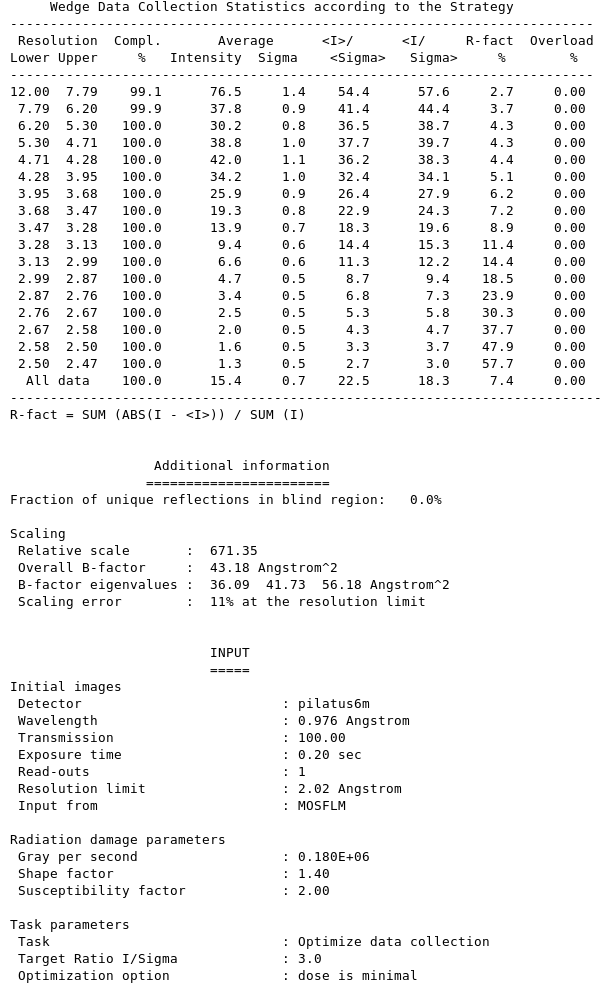 Wedge Data Collection Statistics according to the Strategy
-------------------------------------------------------------------------
Resolution Compl. Average <I>/ <I/ R-fact Overload
Lower Upper % Intensity Sigma <Sigma> Sigma> % %
-------------------------------------------------------------------------
12.00 7.79 99.1 76.5 1.4 54.4 57.6 2.7 0.00
7.79 6.20 99.9 37.8 0.9 41.4 44.4 3.7 0.00
6.20 5.30 100.0 30.2 0.8 36.5 38.7 4.3 0.00
5.30 4.71 100.0 38.8 1.0 37.7 39.7 4.3 0.00
4.71 4.28 100.0 42.0 1.1 36.2 38.3 4.4 0.00
4.28 3.95 100.0 34.2 1.0 32.4 34.1 5.1 0.00
3.95 3.68 100.0 25.9 0.9 26.4 27.9 6.2 0.00
3.68 3.47 100.0 19.3 0.8 22.9 24.3 7.2 0.00
3.47 3.28 100.0 13.9 0.7 18.3 19.6 8.9 0.00
3.28 3.13 100.0 9.4 0.6 14.4 15.3 11.4 0.00
3.13 2.99 100.0 6.6 0.6 11.3 12.2 14.4 0.00
2.99 2.87 100.0 4.7 0.5 8.7 9.4 18.5 0.00
2.87 2.76 100.0 3.4 0.5 6.8 7.3 23.9 0.00
2.76 2.67 100.0 2.5 0.5 5.3 5.8 30.3 0.00
2.67 2.58 100.0 2.0 0.5 4.3 4.7 37.7 0.00
2.58 2.50 100.0 1.6 0.5 3.3 3.7 47.9 0.00
2.50 2.47 100.0 1.3 0.5 2.7 3.0 57.7 0.00
All data 100.0 15.4 0.7 22.5 18.3 7.4 0.00
--------------------------------------------------------------------------
R-fact = SUM (ABS(I - <I>)) / SUM (I)
Additional information
=======================
Fraction of unique reflections in blind region: 0.0%
Scaling
Relative scale : 671.35
Overall B-factor : 43.18 Angstrom^2
B-factor eigenvalues : 36.09 41.73 56.18 Angstrom^2
Scaling error : 11% at the resolution limit
INPUT
=====
Initial images
Detector : pilatus6m
Wavelength : 0.976 Angstrom
Transmission : 100.00
Exposure time : 0.20 sec
Read-outs : 1
Resolution limit : 2.02 Angstrom
Input from : MOSFLM
Radiation damage parameters
Gray per second : 0.180E+06
Shape factor : 1.40
Susceptibility factor : 2.00
Task parameters
Task : Optimize data collection
Target Ratio I/Sigma : 3.0
Optimization option : dose is minimal